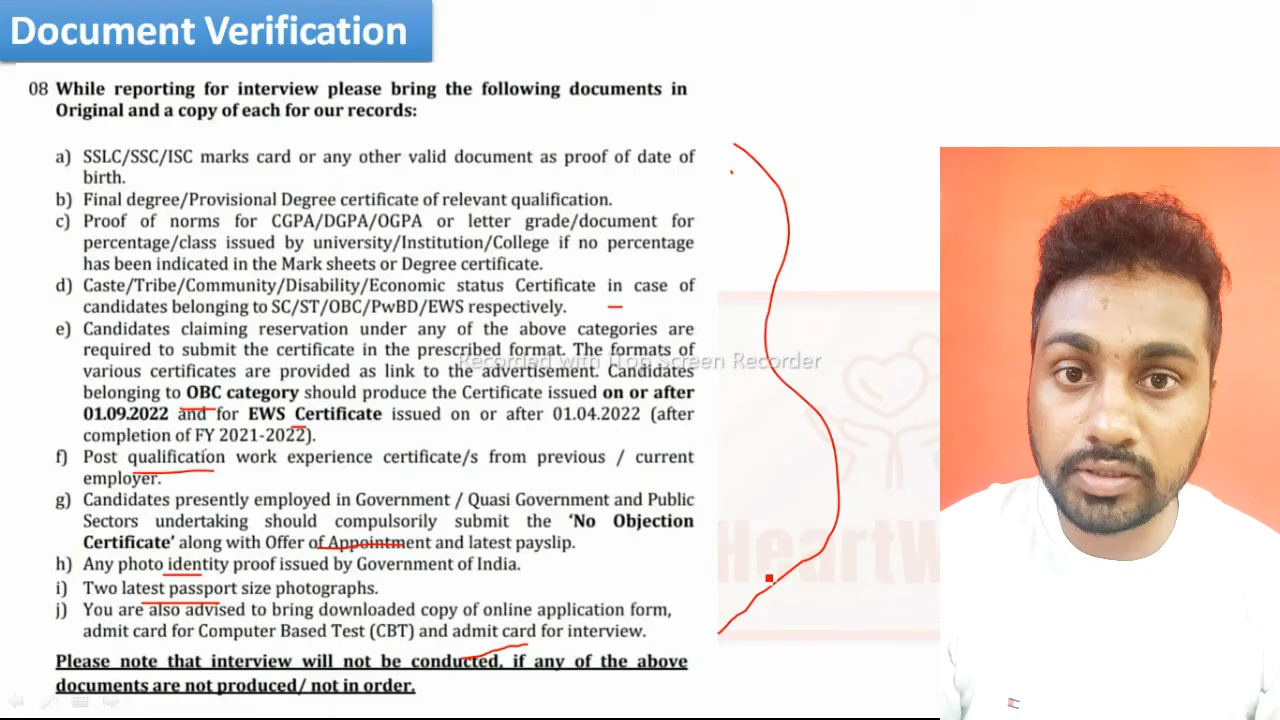 Document Verification
08 While reporting for interview please bring the following documents in
Original and a copy of each for our records:
a) SSLC/SSC/ISC marks card or any other valid document as proof of date of
birth.
b) Final degree/Provisional Degree certificate of relevant qualification.
c) Proof of norms for CGPA/DGPA/OGPA or letter grade/document for
percentage/class issued by university/Institution/College if no percentage
has been indicated in the Mark sheets or Degree certificate.
d) Caste/Tribe/Community/Disability/Economic status Certificate in case of
candidates belonging to SC/ST/OBC/PwBD/EWS respectively.
e) Candidates claiming reservation under any of the above categories are
required to submit the certificate in the prescribed format. The formats of
various certificates are provided as link to the advertisement. Candidates
Recorded with iTop Screen Recorder
belonging to OBC category should produce the Certificate issued on or after
01.09.2022 and for EWS Certificate issued on or after 01.04.2022 (after
completion of FY 2021-2022).
f) Post qualification work experience certificate/s from previous / current
employer.
g) Candidates presently employed in Government / Quasi Government and Public
Sectors undertaking should compulsorily submit the 'No Objection
Certificate' along with Offer of Appointment and latest payslip.
h) Any photo identity proof issued by Government of India.
i) Two latest passport size photographs.
j) You are also advised to bring downloaded copy of online application form,
admit card for Computer Based Test (CBT) and admit card for interview.
Please note that interview will not be conducted, if any of the above
documents are not produced/ not in order.